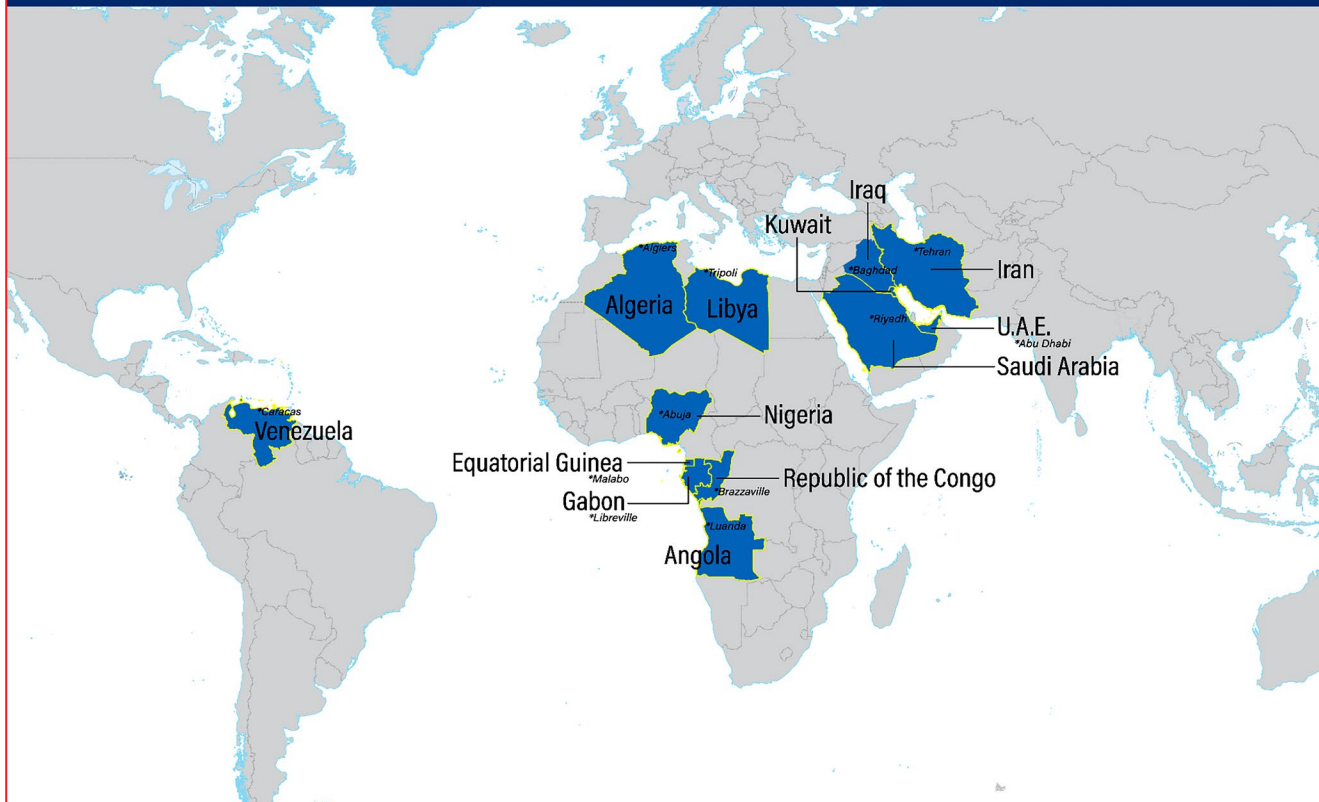 Iraq
Kuwait
*Algiers
*Tehran
*Tripoli
*Baghdad
Iran
Algeria
Libya
*Riyadh
U.A.E.
*Abu Dhabi
Saudi Arabia
*Caracas
*Abuja
Nigeria
Venezuela
Equatorial Guinea
*Malabo
Republic of the Congo
*Brazzaville
Gabon
*Libreville
*Luanda
Angola